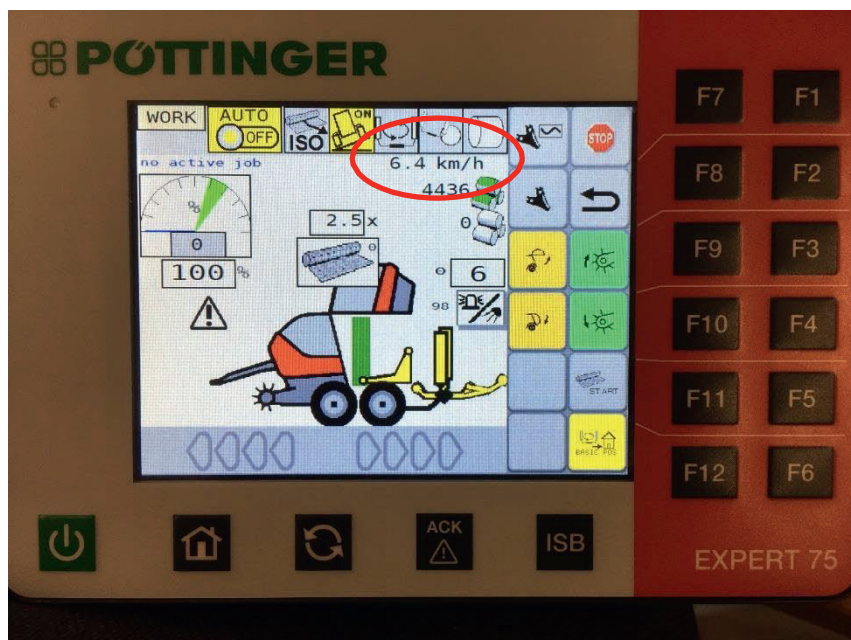 PÖTTINGER
WORK
AUTO
OFF
ISO
ON
STOP
no active job
6.4 km/h
4436
%
0
2.5 x
0
0
100 %
6
98
START
BASIC POS
F7 F1
F8 F2
F9 F3
F10 F4
F11 F5
F12 F6
ACK
ISB
EXPERT 75